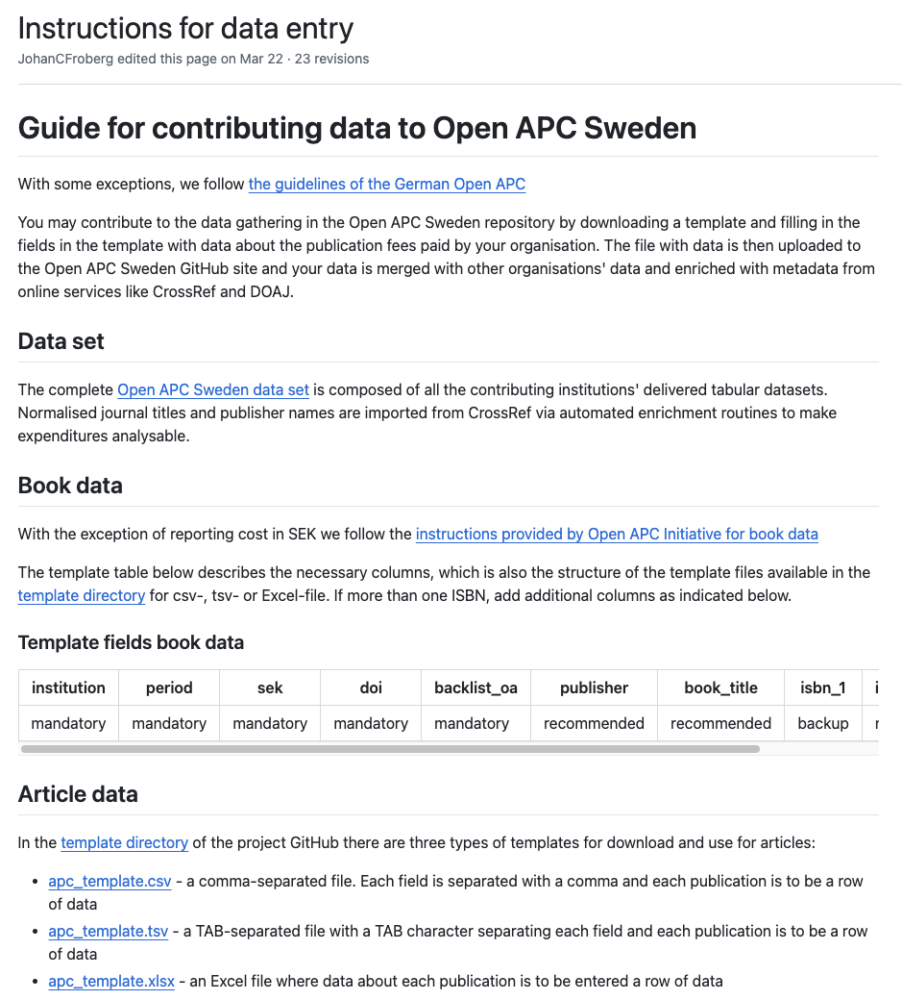 Instructions for data entry
JohanCFroberg edited this page on Mar 22 · 23 revisions
Guide for contributing data to Open APC Sweden
With some exceptions, we follow the guidelines of the German Open APC
You may contribute to the data gathering in the Open APC Sweden repository by downloading a template and filling in the
fields in the template with data about the publication fees paid by your organisation. The file with data is then uploaded to
the Open APC Sweden GitHub site and your data is merged with other organisations' data and enriched with metadata from
online services like CrossRef and DOAJ.
Data set
The complete Open APC Sweden data set is composed of all the contributing institutions' delivered tabular datasets.
Normalised journal titles and publisher names are imported from CrossRef via automated enrichment routines to make
expenditures analysable.
Book data
With the exception of reporting cost in SEK we follow the instructions provided by Open APC Initiative for book data
The template table below describes the necessary columns, which is also the structure of the template files available in the
template directory for csv-, tsv- or Excel-file. If more than one ISBN, add additional columns as indicated below.
Template fields book data
institution period sek doi backlist_oa publisher book_title isbn_1
mandatory mandatory mandatory mandatory mandatory recommended recommended backup
Article data
In the template directory of the project GitHub there are three types of templates for download and use for articles:
• apc_template.csv - a comma-separated file. Each field is separated with a comma and each publication is to be a row
of data
• apc_template.tsv - a TAB-separated file with a TAB character separating each field and each publication is to be a row
of data
• apc_template.xlsx - an Excel file where data about each publication is to be entered a row of data